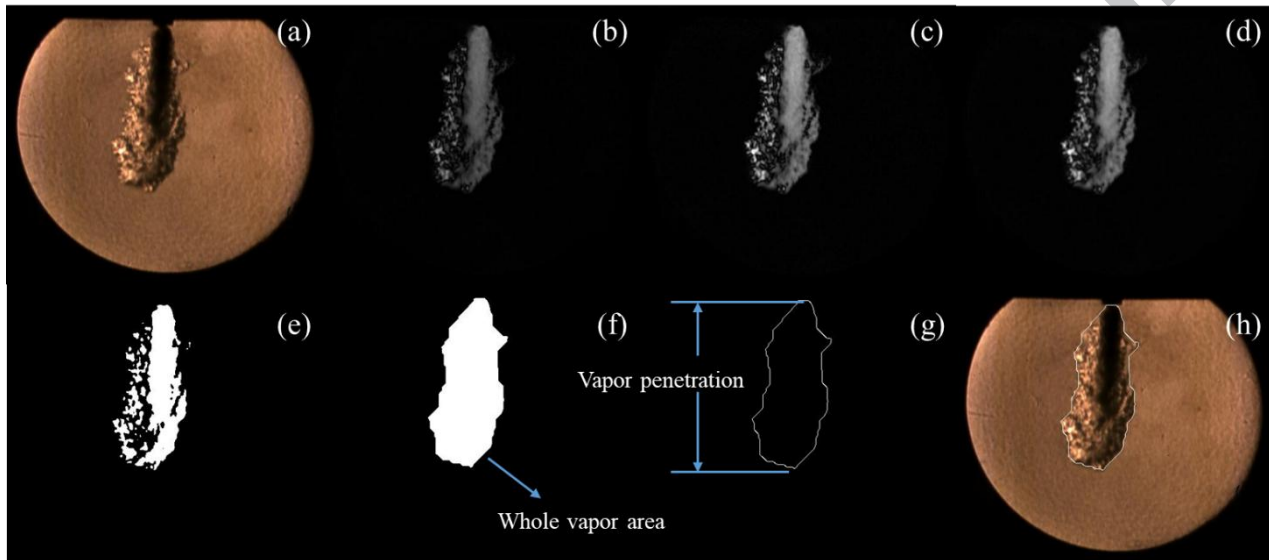 (a)
(b)
(c)
(d)
(e)
(f)
(g)
(h)
Vapor penetration
Whole vapor area